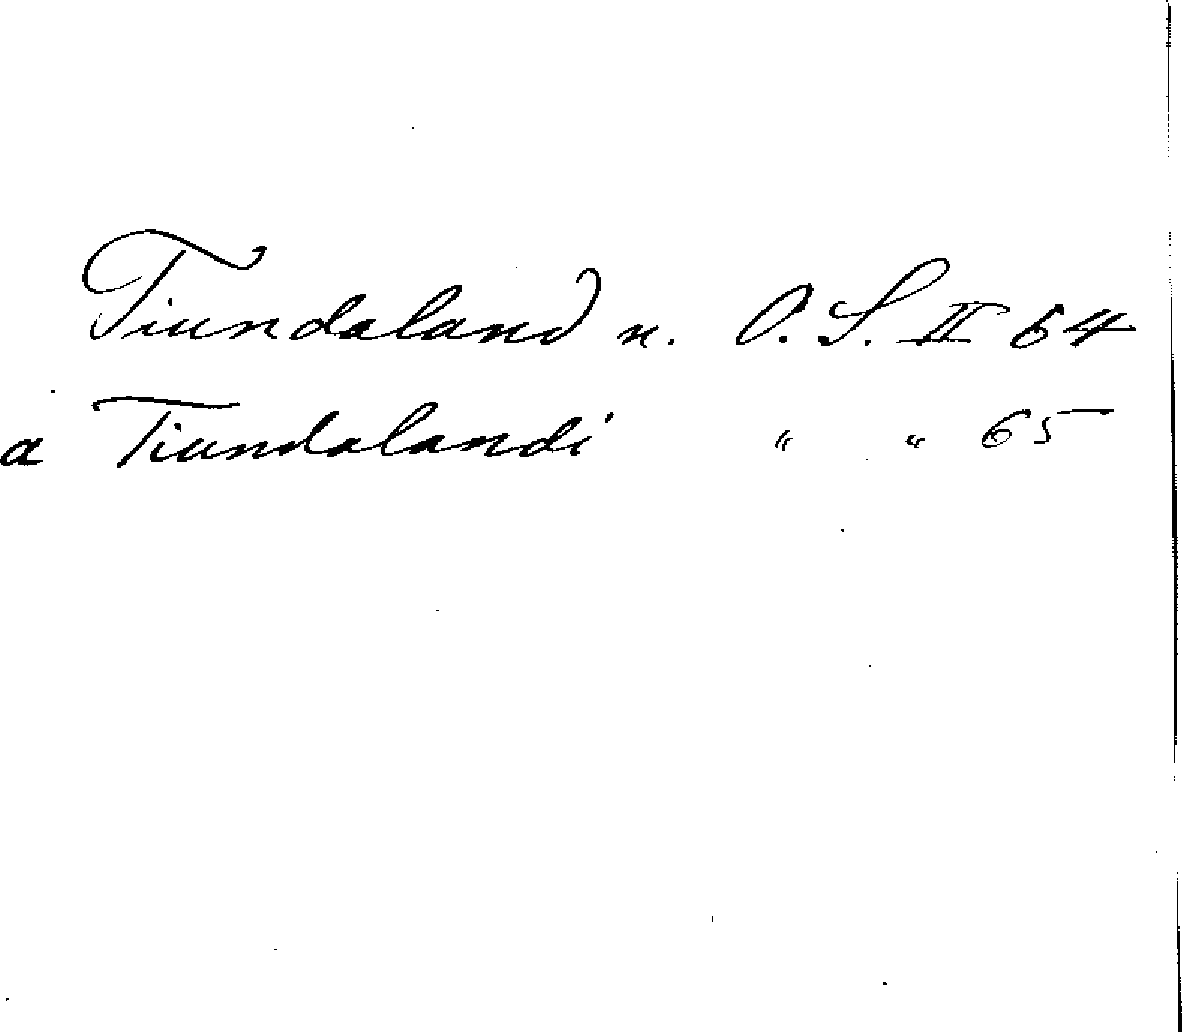 Tiundaland n. O. S. II 64
a Tiundalandi " " 65